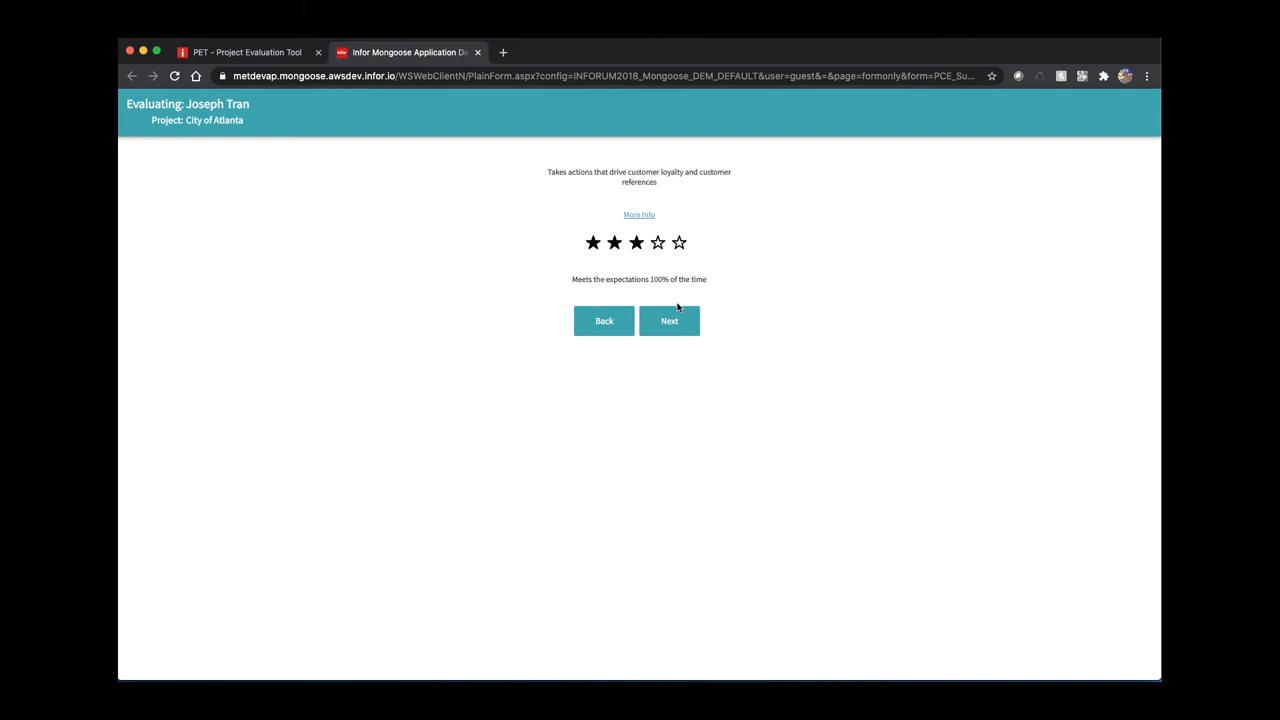 PET - Project Evaluation Tool
Infor Mongoose Application De
metdevap.mongoose.awsdev.infor.io/WSWebClientN/PlainForm.aspx?config=INFORUM2018_Mongoose_DEM_DEFAULT&user=guest&=&page=formonly&form=PCE_Su...
Evaluating: Joseph Tran
Project: City of Atlanta
Takes actions that drive customer loyalty and customer
references
More Info
Meets the expectations 100% of the time
Back
Next